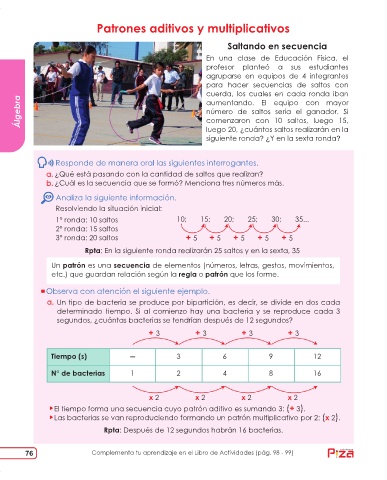 Patrones aditivos y multiplicativos
Álgebra
Saltando en secuencia
En una clase de Educación Física, el
profesor planteó a sus estudiantes
agruparse en equipos de 4 integrantes
para hacer secuencias de saltos con
cuerda, los cuales en cada ronda iban
aumentando. El equipo con mayor
número de saltos sería el ganador. Si
comenzaron con 10 saltos, luego 15,
luego 20, ¿cuántos saltos realizarán en la
siguiente ronda? ¿Y en la sexta ronda?
Responde de manera oral las siguientes interrogantes.
a. ¿Qué está pasando con la cantidad de saltos que realizan?
b. ¿Cuál es la secuencia que se formó? Menciona tres números más.
Analiza la siguiente información.
Resolviendo la situación inicial:
1° ronda: 10 saltos
2° ronda: 15 saltos
3° ronda: 20 saltos
10; 15; 20; 25; 30; 35...
+ 5 + 5 + 5 + 5 + 5
Rpta: En la siguiente ronda realizarán 25 saltos y en la sexta, 35
Un patrón es una secuencia de elementos (números, letras, gestos, movimientos,
etc.) que guardan relación según la regla o patrón que los forme.
Observa con atención el siguiente ejemplo.
a. Un tipo de bacteria se produce por bipartición, es decir, se divide en dos cada
determinado tiempo. Si al comienzo hay una bacteria y se reproduce cada 3
segundos, ¿cuántas bacterias se tendrían después de 12 segundos?
+ 3 + 3 + 3 + 3
Tiempo (s) — 3 6 9 12
N° de bacterias 1 2 4 8 16
x 2 x 2 x 2 x 2
El tiempo forma una secuencia cuyo patrón aditivo es sumando 3: (+ 3).
Las bacterias se van reproduciendo formando un patrón multiplicativo por 2: (x 2).
Rpta: Después de 12 segundos habrán 16 bacterias.
76
Complementa tu aprendizaje en el Libro de Actividades (pág. 98 - 99)
Pizza